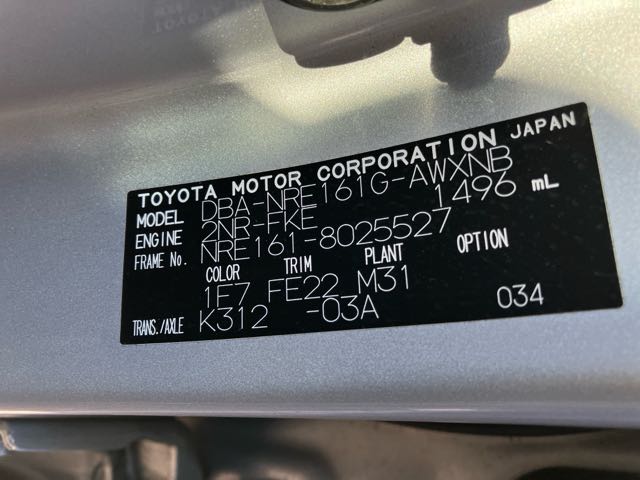 TOYOTA MOTOR CORPORATION JAPAN
MODEL DBA-NRE161G-AWXNB
ENGINE 2NR-FKE 1496 mL
FRAME No. NRE161-8025527
COLOR TRIM PLANT OPTION
1F7 FE22 M31
TRANS./AXLE K312 -03A 034